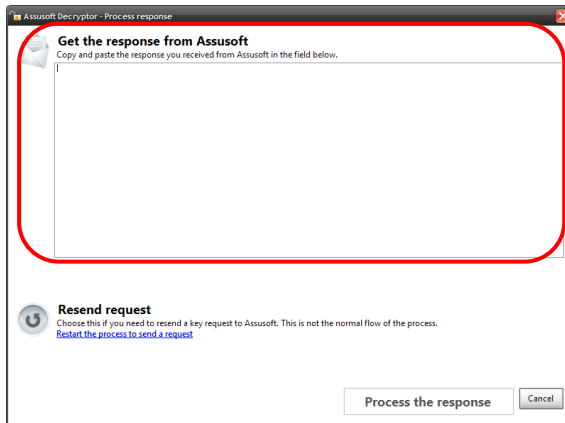 Assusoft Decryptor - Process response
Get the response from Assusoft
Copy and paste the response you received from Assusoft in the field below.
Resend request
Choose this if you need to resend a key request to Assusoft. This is not the normal flow of the process.
Restart the process to send a request
Process the response
Cancel